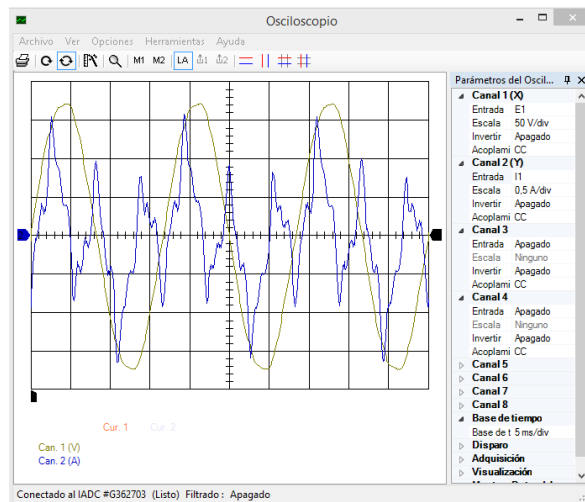 Osciloscopio
Archivo Ver Opciones Herramientas Ayuda
M1 M2 LA 1 2
Parámetros del Oscil...
Canal 1 (X)
Entrada E1
Escala 50 V/div
Invertir Apagado
Acoplami CC
Canal 2 (Y)
Entrada I1
Escala 0,5 A/div
Invertir Apagado
Acoplami CC
Canal 3
Entrada Apagado
Escala Ninguno
Invertir Apagado
Acoplami CC
Canal 4
Entrada Apagado
Escala Ninguno
Invertir Apagado
Acoplami CC
Canal 5
Canal 6
Canal 7
Canal 8
Base de tiempo
Base de t 5 ms/div
Disparo
Adquisición
Visualización
Cur. 1 Cur. 2
Can. 1 (V)
Can. 2 (A)
Conectado al IADC #G362703 (Listo) Filtrado : Apagado